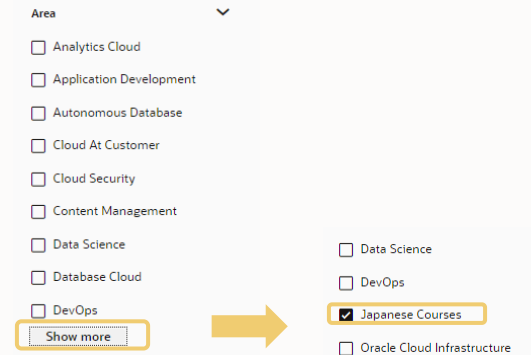 Area
Analytics Cloud
Application Development
Autonomous Database
Cloud At Customer
Cloud Security
Content Management
Data Science
Database Cloud
DevOps
Show more
Data Science
DevOps
Japanese Courses
Oracle Cloud Infrastructure